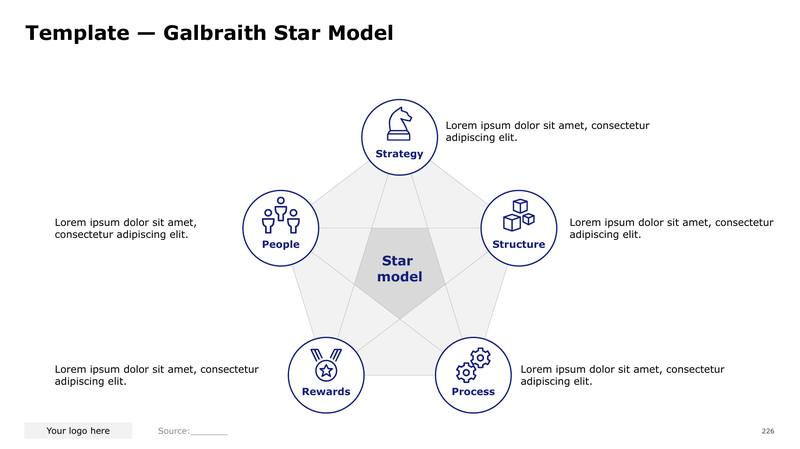 Template — Galbraith Star Model
Strategy
Lorem ipsum dolor sit amet, consectetur
adipiscing elit.
Lorem ipsum dolor sit amet,
consectetur adipiscing elit.
People
Structure
Lorem ipsum dolor sit amet, consectetur
adipiscing elit.
Star
model
Lorem ipsum dolor sit amet, consectetur
adipiscing elit.
Rewards
Process
Lorem ipsum dolor sit amet, consectetur
adipiscing elit.
Your logo here
Source:_______
226